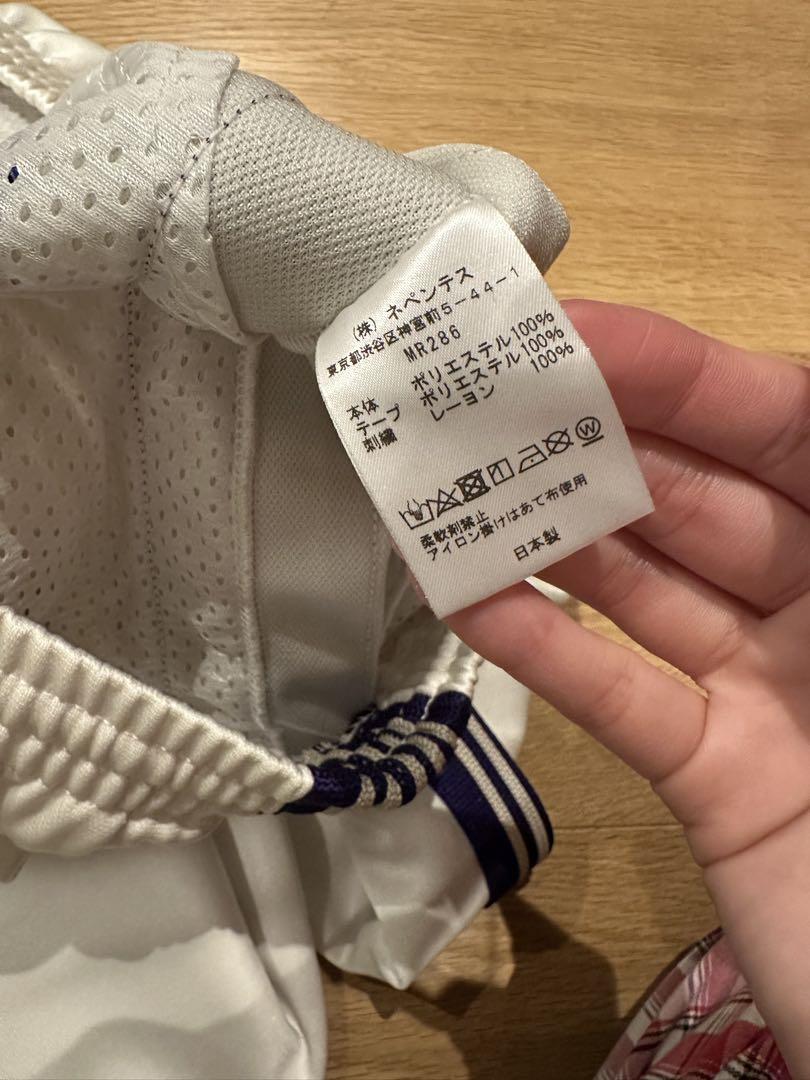 (株) ネペンテス
東京都渋谷区神宮前5-44-1
MR286
本体 ポリエステル100%
テープ ポリエステル100%
刺繍 レーヨン 100%
W
柔軟剤禁止
アイロン掛けはあて布使用
日本製